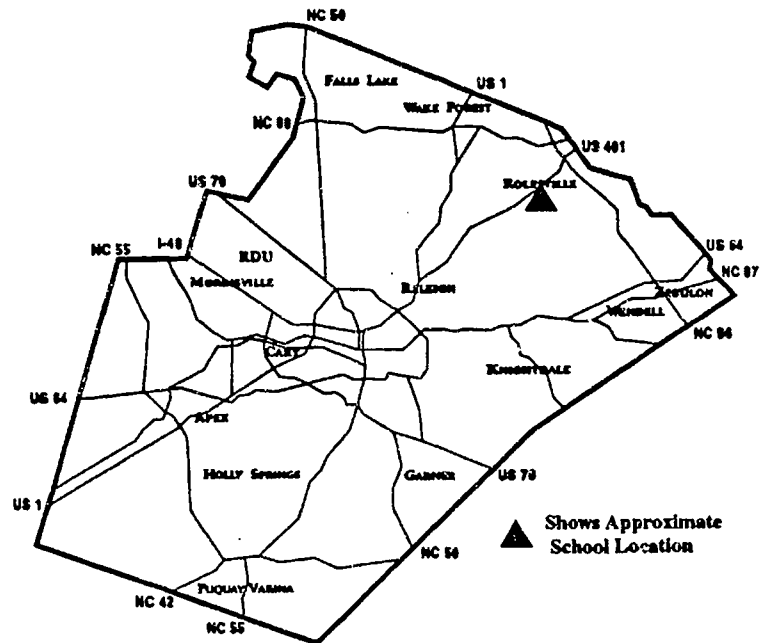 NC 50
FALLS LAKE
US 1
WAKE FOREST
NC 98
US 401
ROLESVILLE
US 70
I-40
NC 55
RDU
MORRISVILLE
US 64
NC 97
RALEIGH
ZEBULON
WENDELL
NC 96
CARY
KNIGHTDALE
US 64
APEX
HOLLY SPRINGS
GARNER
US 70
US 1
Shows Approximate
School Location
NC 50
FUQUAY VARINA
NC 42
NC 55